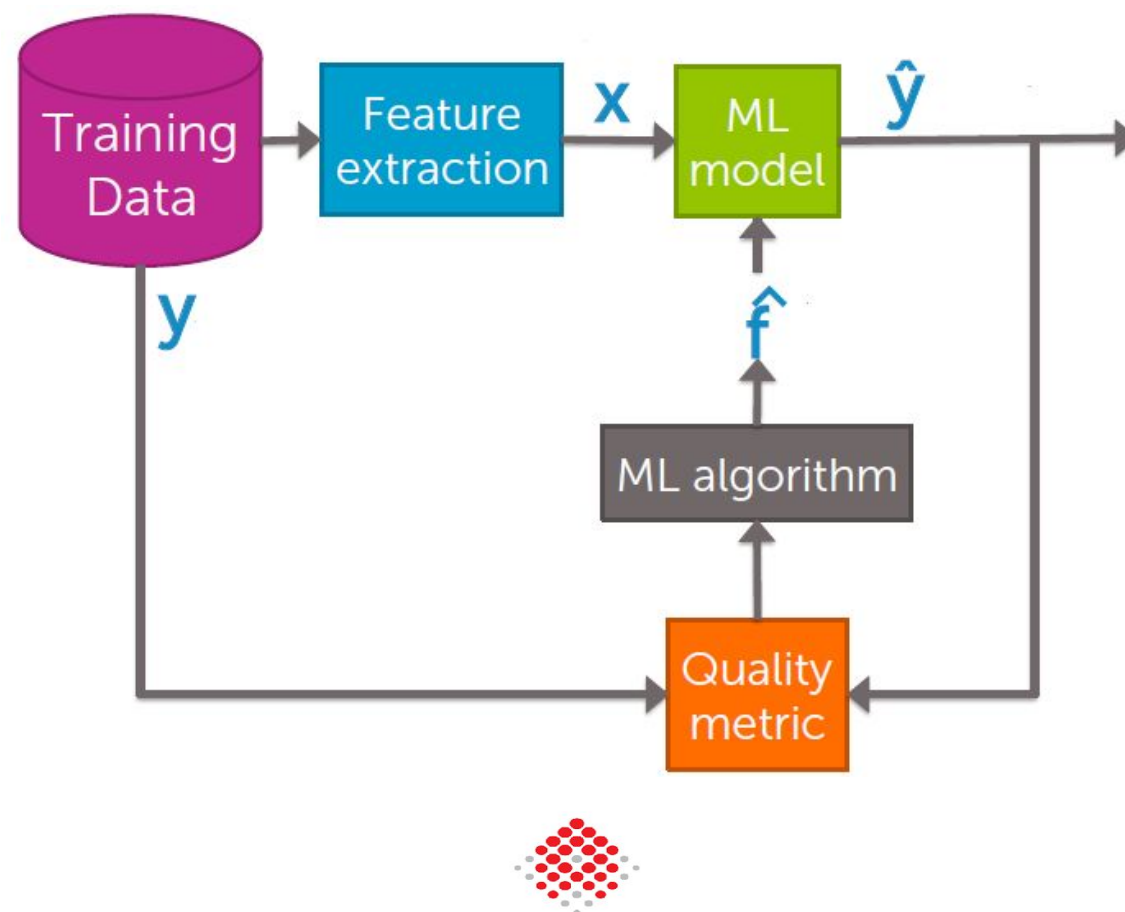 Training
Data
Feature
extraction
x
ML
model
ŷ
y
f̂
ML algorithm
Quality
metric